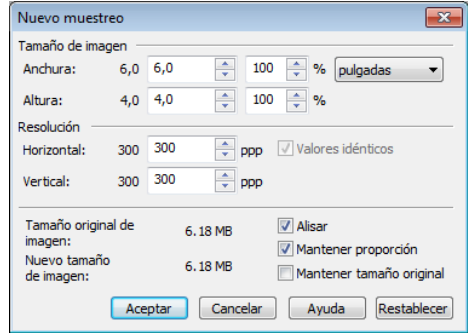 Nuevo muestreo
Tamaño de imagen
Anchura: 6,0 6,0 100 % pulgadas
Altura: 4,0 4,0 100 %
Resolución
Horizontal: 300 300 ppp Valores idénticos
Vertical: 300 300 ppp
Tamaño original de
imagen: 6.18 MB Alisar
Nuevo tamaño
de imagen: 6.18 MB Mantener proporción
Mantener tamaño original
Aceptar Cancelar Ayuda Restablecer